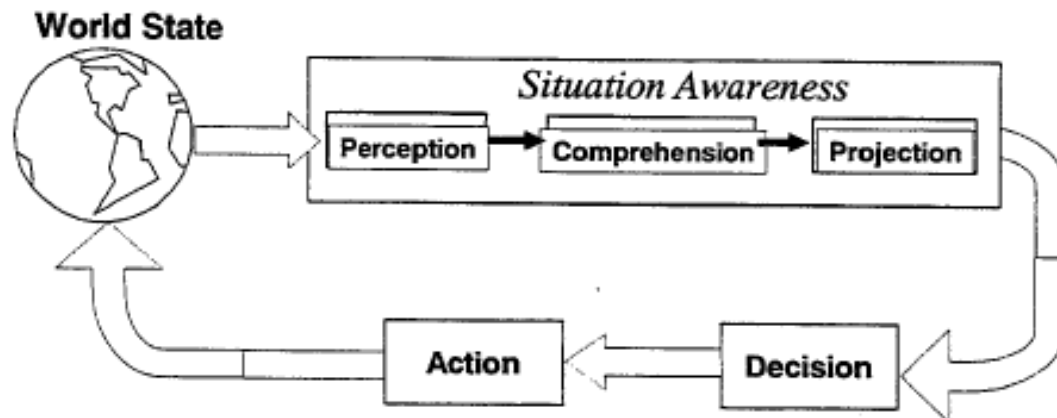 World State
Situation Awareness
Perception
Comprehension
Projection
Action
Decision